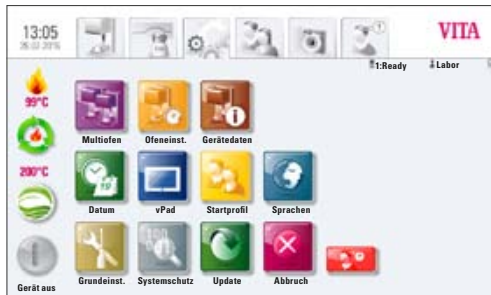 13:05
VITA
1:Ready
Labor
99°C
Multiofen
Ofeneinst.
Gerätedaten
200°C
Datum
vPad
Startprofil
Sprachen
Grundeinst.
Systemschutz
Update
Abbruch
Gerät aus